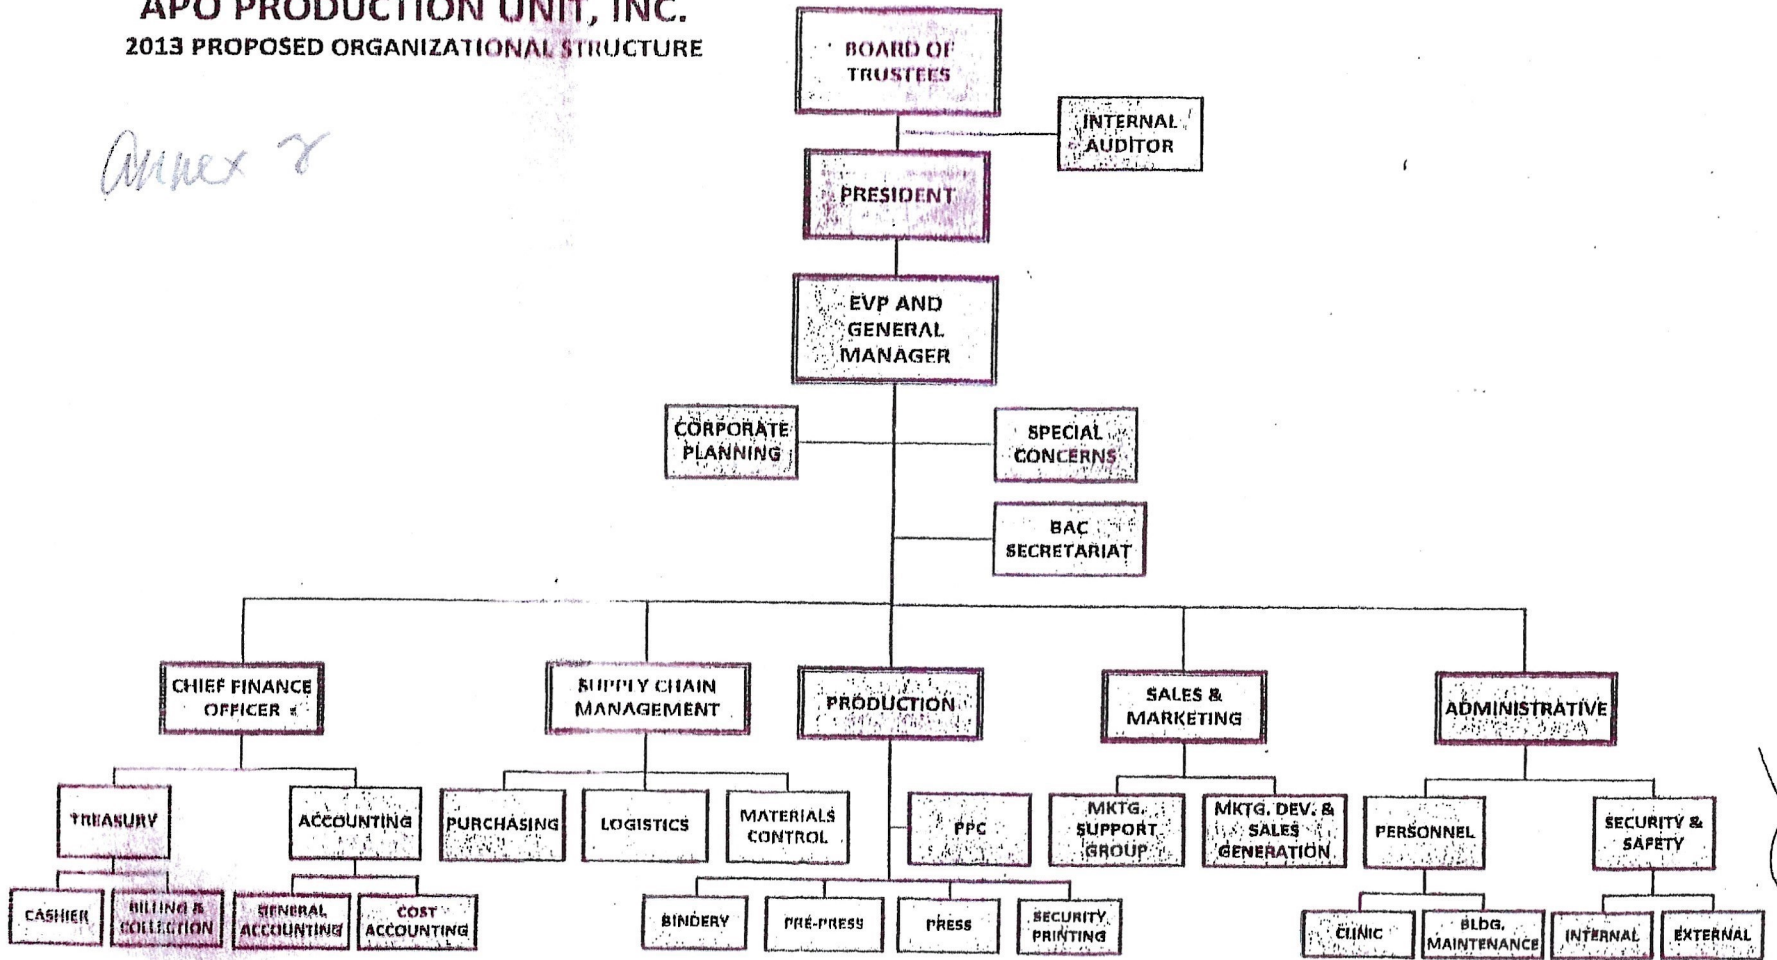 APO PRODUCTION UNIT, INC.
2013 PROPOSED ORGANIZATIONAL STRUCTURE
Annex
BOARD OF
TRUSTEES
INTERNAL
AUDITOR
PRESIDENT
EVP AND
GENERAL
MANAGER
CORPORATE
PLANNING
SPECIAL
CONCERNS
BAC
SECRETARIAT
CHIEF FINANCE
OFFICER
SUPPLY CHAIN
MANAGEMENT
PRODUCTION
SALES &
MARKETING
ADMINISTRATIVE
TREASURY
ACCOUNTING
PURCHASING
LOGISTICS
MATERIALS
CONTROL
PPC
MKTG.
SUPPORT
GROUP
MKTG. DEV. &
SALES
GENERATION
PERSONNEL
SECURITY &
SAFETY
CASHIER
BILLING &
COLLECTION
GENERAL
ACCOUNTING
COST
ACCOUNTING
BINDERY
PRE-PRESS
PRESS
SECURITY
PRINTING
CLINIC
BLDG.
MAINTENANCE
INTERNAL
EXTERNAL